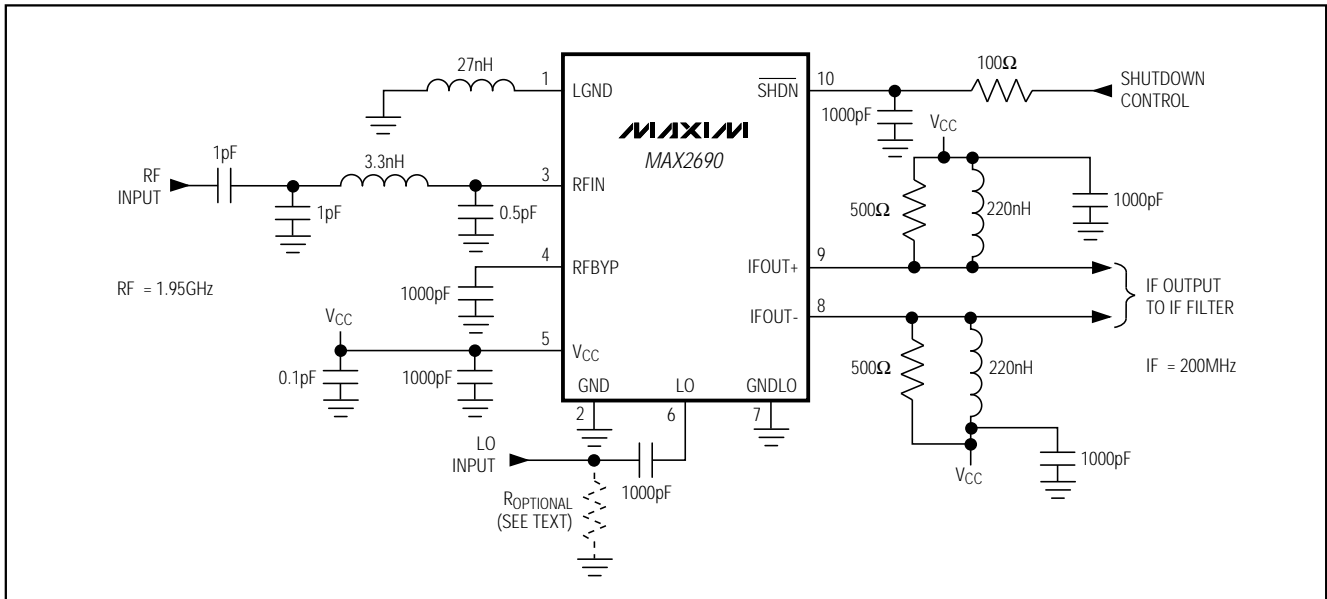 27nH
1
LGND
MAXIM
MAX2690
SHDN
10
100Ω
SHUTDOWN
CONTROL
1000pF
VCC
RF
INPUT
1pF
3.3nH
3
RFIN
1pF
0.5pF
500Ω
220nH
1000pF
RF = 1.95GHz
4
RFBYP
1000pF
IFOUT+
9
IF OUTPUT
TO IF FILTER
IFOUT-
8
VCC
5
VCC
0.1pF
1000pF
500Ω
220nH
IF = 200MHz
GND
LO
GNDLO
2
6
7
LO
INPUT
1000pF
ROPTIONAL
(SEE TEXT)
VCC
1000pF